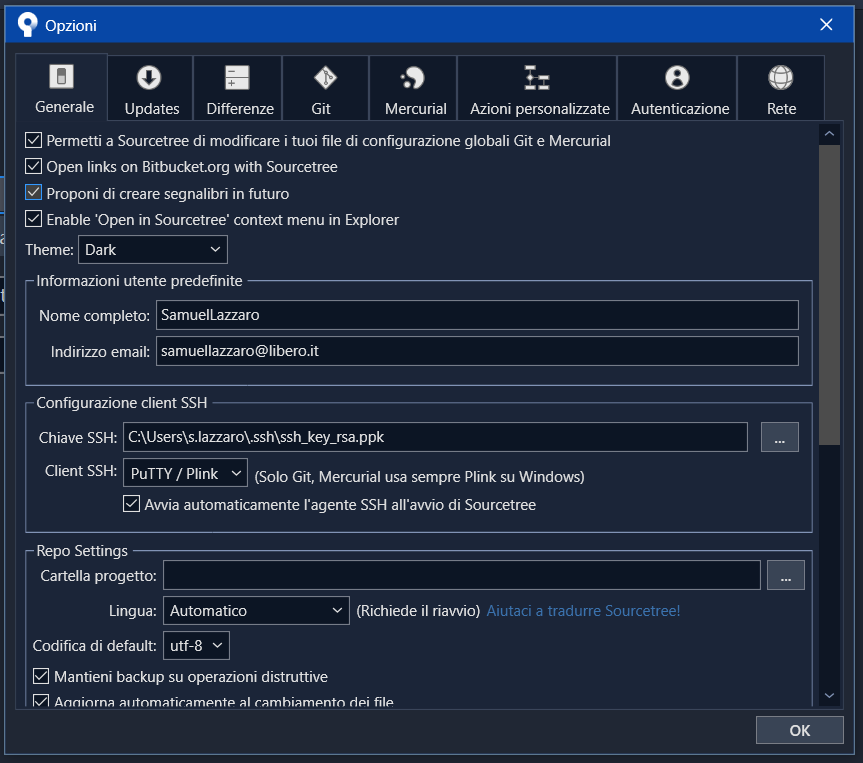 Opzioni
Generale
Updates
Differenze
Git
Mercurial
Azioni personalizzate
Autenticazione
Rete
Permetti a Sourcetree di modificare i tuoi file di configurazione globali Git e Mercurial
Open links on Bitbucket.org with Sourcetree
Proponi di creare segnalibri in futuro
Enable 'Open in Sourcetree' context menu in Explorer
Theme: Dark
Informazioni utente predefinite
Nome completo: SamuelLazzaro
Indirizzo email: samuellazzaro@libero.it
Configurazione client SSH
Chiave SSH: C:\Users\s.lazzaro\.ssh\ssh_key_rsa.ppk ...
Client SSH: PuTTY / Plink (Solo Git, Mercurial usa sempre Plink su Windows)
Avvia automaticamente l'agente SSH all'avvio di Sourcetree
Repo Settings
Cartella progetto: ...
Lingua: Automatico (Richiede il riavvio) Aiutaci a tradurre Sourcetree!
Codifica di default: utf-8
Mantieni backup su operazioni distruttive
Aggiorna automaticamente al cambiamento dei file
OK